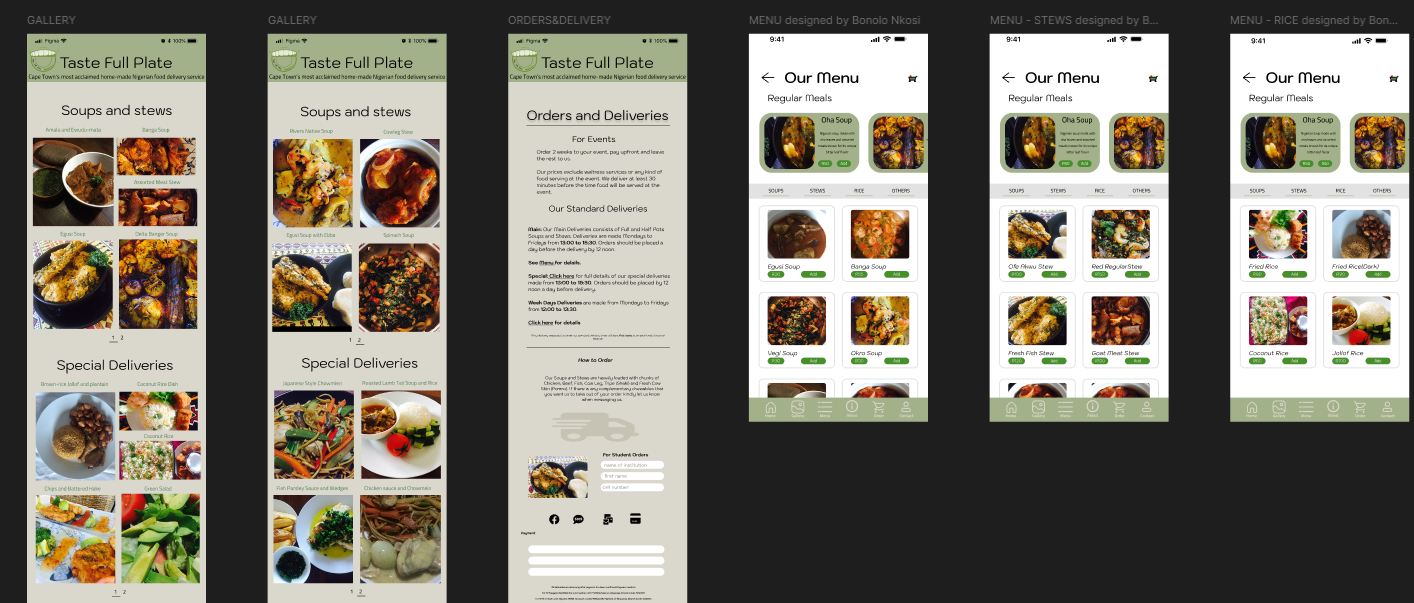 GALLERY
Figma
100%
Taste Full Plate
Cape Town's most acclaimed home-made Nigerian food delivery service
Soups and stews
Amala and Ewedu-Hata
Banga Soup
Assorted Meat Stew
Egusi Soup
Delta Banger Soup
1 2
Special Deliveries
Brown-rice jollof and plantain
Coconut Rice Dish
Coconut Rice
Chips and Battered Hake
Green Salad
1 2
GALLERY
Figma
100%
Taste Full Plate
Cape Town's most acclaimed home-made Nigerian food delivery service
Soups and stews
Rivers Native Soup
Cowleg Stew
Egusi Soup with Eba
Spinach Soup
1 2
Special Deliveries
Japanese Style Chowmien
Roasted Lamb Tail Soup and Rice
Fish Parsley Sauce and Wedges
Chicken sauce and Chowmein
1 2
ORDERS&DELIVERY
Figma
100%
Taste Full Plate
Cape Town's most acclaimed home-made Nigerian food delivery service
Orders and Deliveries
For Events
Order 2 weeks to your event, pay upfront and leave
the rest to us.
Our prices exclude waitress services or any kind of
food serving at the event. We deliver at least 30
minutes before the time food will be served at the
event.
Our Standard Deliveries
Main: Our Main Deliveries consists of Full and Half Pots
Soups and Stews. Deliveries are made Mondays to
Fridays from 13:00 to 15:30. Orders should be placed a
day before the delivery by 12 noon.
See Menu for details.
Special: Click here for full details of our special deliveries
made from 13:00 to 15:30. Orders should be placed by 12
noon a day before delivery.
Week Days Deliveries are made from Mondays to Fridays
from 12:00 to 13:30.
Click here for details
How to Order
Our Soups and Stews are heavily loaded with chunks of
Chicken, Beef, Fish, Cow Leg, Tripe (Shaki) and Fresh Cow
Skin (Ponmo). If there is any complementary chewables that
you want us to take out of your order kindly let us know
when messaging us.
For Student Orders
name of institution
first name
cell number
Payment
MENU designed by Bonolo Nkosi
9:41
Our Menu
Regular Meals
Oha Soup
Add
SOUPS STEWS RICE OTHERS
Egusi Soup
Add
Banga Soup
Add
Vegi Soup
Add
Okro Soup
Add
Home Gallery Menu About Order Contact
MENU - STEWS designed by B...
9:41
Our Menu
Regular Meals
Oha Soup
Add
SOUPS STEWS RICE OTHERS
Ofe Akwu Stew
Add
Red RegularStew
Add
Fresh Fish Stew
Add
Goat Meat Stew
Add
Home Gallery Menu About Order Contact
MENU - RICE designed by Bon...
9:41
Our Menu
Regular Meals
Oha Soup
Add
SOUPS STEWS RICE OTHERS
Fried Rice
Add
Fried Rice(Dark)
Add
Coconut Rice
Add
Jollof Rice
Add
Home Gallery Menu About Order Contact